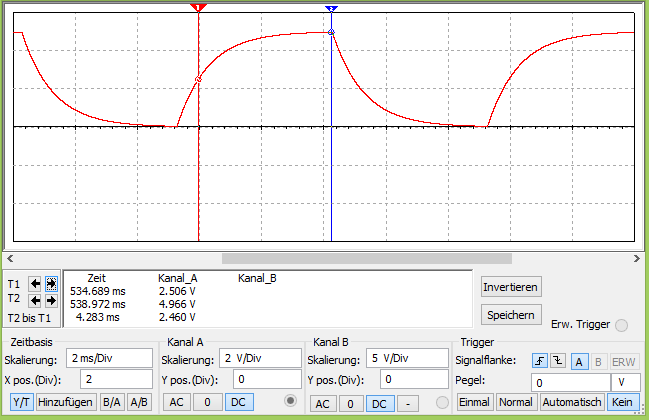 1 2
T1 Zeit Kanal_A Kanal_B
534.689 ms 2.506 V
T2 538.972 ms 4.966 V
T2 bis T1 4.283 ms 2.460 V
Invertieren
Speichern
Erw. Trigger
Zeitbasis Kanal A Kanal B Trigger
Skalierung: 2 ms/Div Skalierung: 2 V/Div Skalierung: 5 V/Div Signalflanke: A B ERW
X pos.(Div): 2 Y pos.(Div): 0 Y pos.(Div): 0 Pegel: 0 V
Y/T Hinzufügen B/A A/B AC 0 DC AC 0 DC - Einmal Normal Automatisch Kein